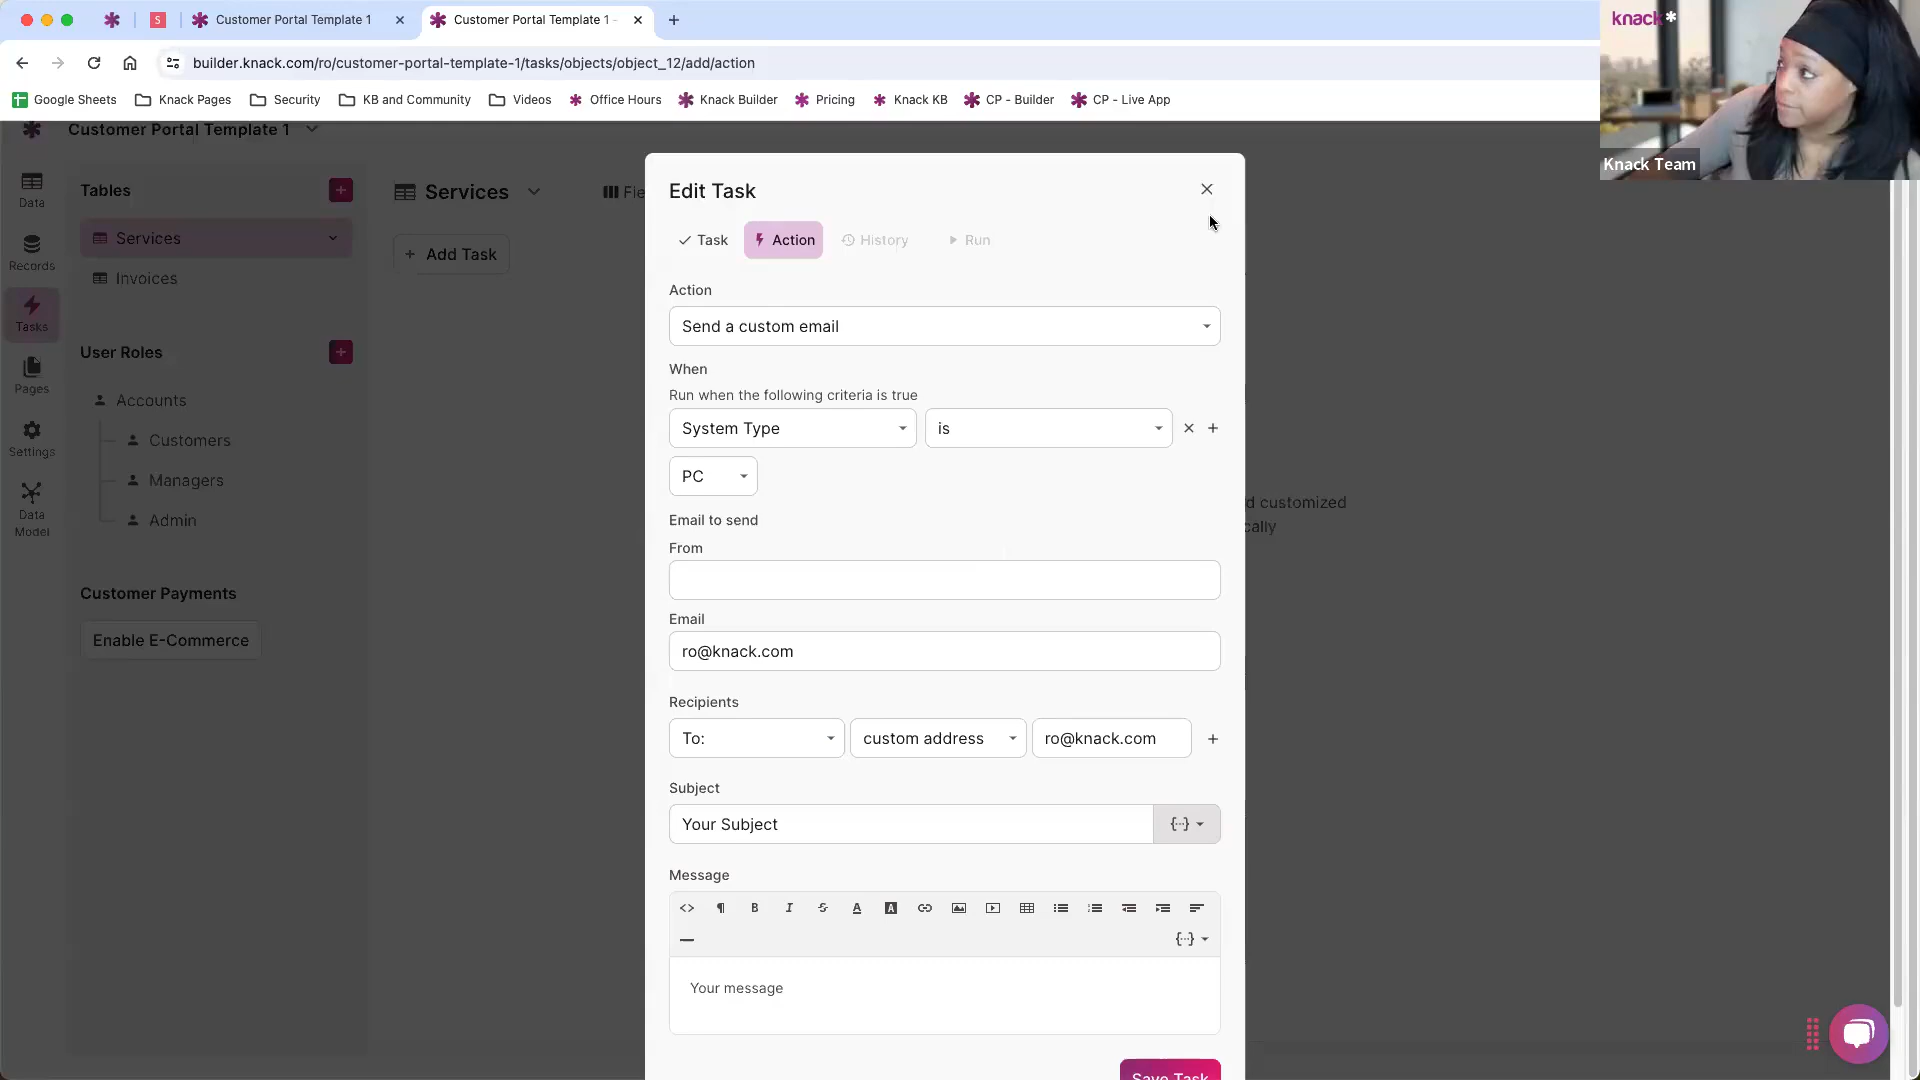 Customer Portal Template 1
Customer Portal Template 1 -
builder.knack.com/ro/customer-portal-template-1/tasks/objects/object_12/add/action
Google Sheets
Knack Pages
Security
KB and Community
Videos
Office Hours
Knack Builder
Pricing
Knack KB
CP - Builder
CP - Live App
knack*
Knack Team
Customer Portal Template 1
Data
Records
Tasks
Pages
Settings
Data
Model
Tables
Services
Invoices
User Roles
Accounts
Customers
Managers
Admin
Customer Payments
Enable E-Commerce
Services
Fie
+ Add Task
d customized
cally
Edit Task
Task
Action
History
Run
Action
Send a custom email
When
Run when the following criteria is true
System Type
is
PC
Email to send
From
Email
ro@knack.com
Recipients
To:
custom address
ro@knack.com
Subject
Your Subject
Message
Your message
Save Task